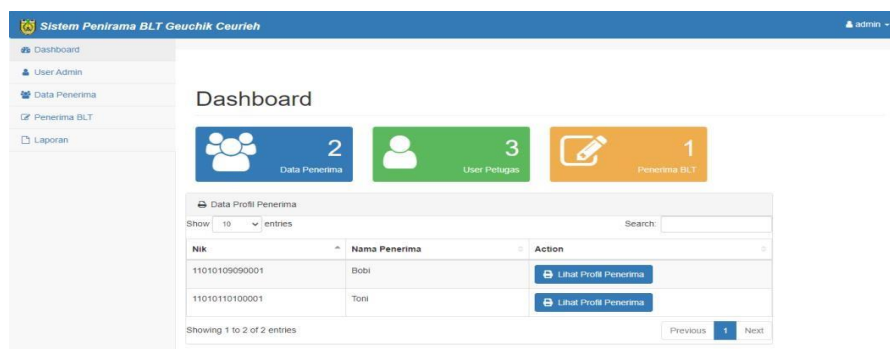 Sistem Penirama BLT Geuchik Ceurieh
admin
Dashboard
User Admin
Data Penerima
Penerima BLT
Laporan
Dashboard
2
Data Penerima
3
User Petugas
1
Penerima BLT
Data Profil Penerima
Show 10 entries
Search:
Nik Nama Penerima Action
11010109090001 Bobi Lihat Profil Penerima
11010110100001 Toni Lihat Profil Penerima
Showing 1 to 2 of 2 entries
Previous 1 Next